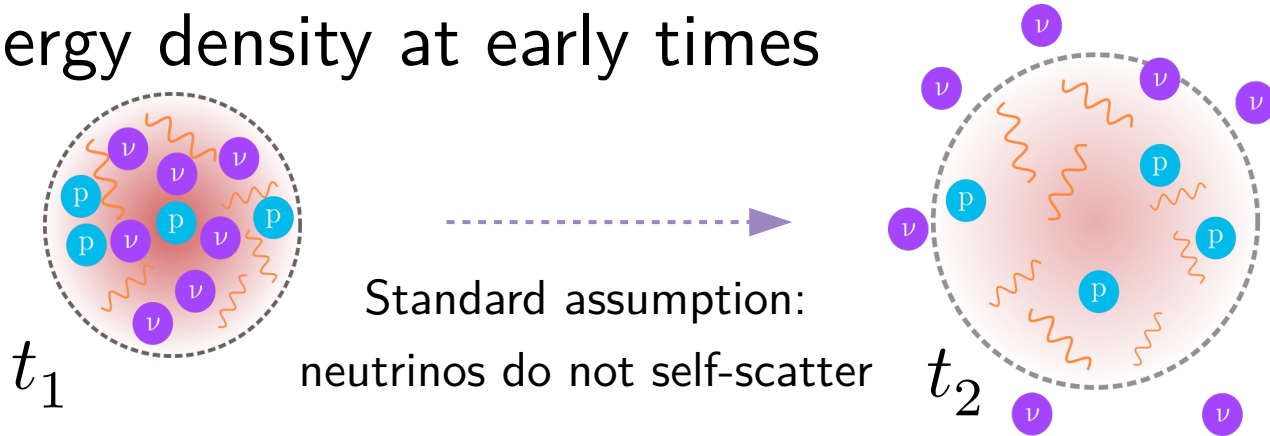 ergy density at early times
ν
ν
ν
p
p
p
p
ν
ν
ν
ν
t₁
Standard assumption:
neutrinos do not self-scatter
ν
ν
ν
ν
p
p
ν
p
p
t₂
ν
ν